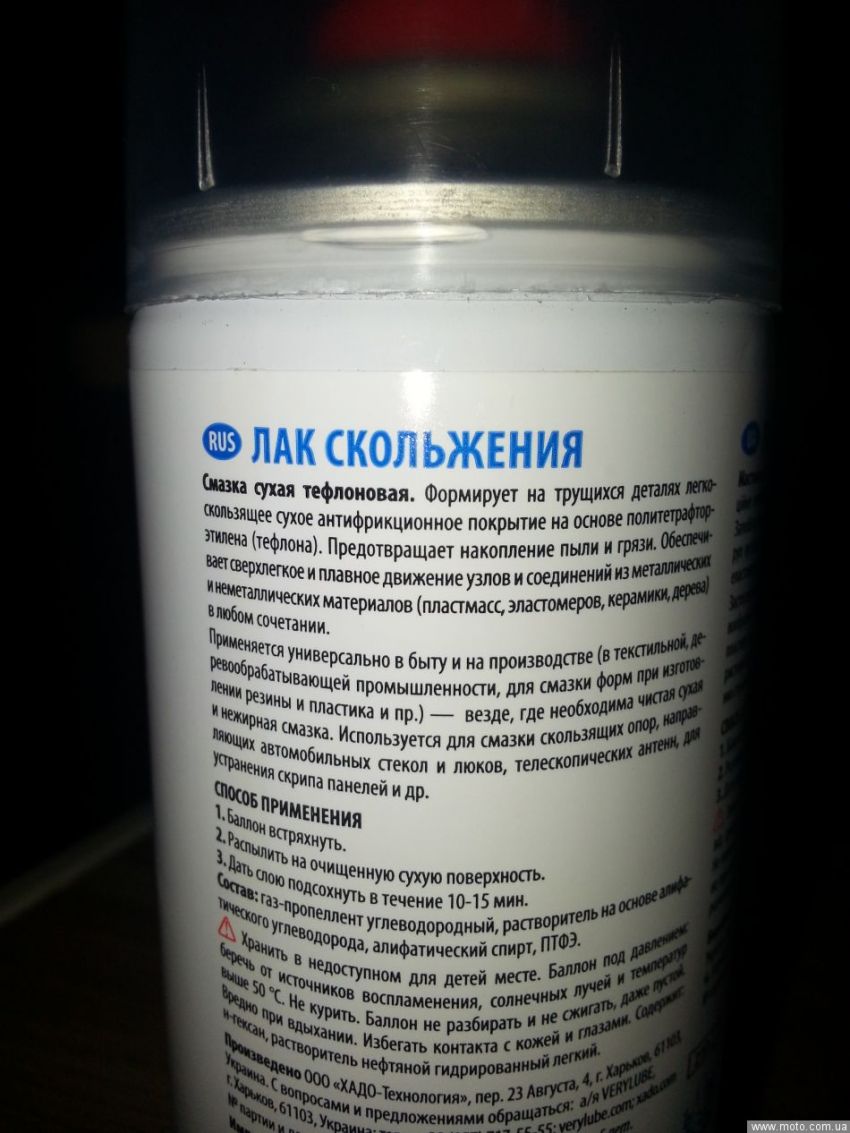 RUS ЛАК СКОЛЬЖЕНИЯ
Смазка сухая тефлоновая. Формирует на трущихся деталях легко-
скользящее сухое антифрикционное покрытие на основе политетрафтор-
этилена (тефлона). Предотвращает накопление пыли и грязи. Обеспечи-
вает сверхлегкое и плавное движение узлов и соединений из металлических
и неметаллических материалов (пластмасс, эластомеров, керамики, дерева)
в любом сочетании.
Применяется универсально в быту и на производстве (в текстильной, де-
ревообрабатывающей промышленности, для смазки форм при изготов-
лении резины и пластика и пр.) — везде, где необходима чистая сухая
и нежирная смазка. Используется для смазки скользящих опор, направ-
ляющих автомобильных стекол и люков, телескопических антенн, для
устранения скрипа панелей и др.
СПОСОБ ПРИМЕНЕНИЯ
1. Баллон встряхнуть.
2. Распылить на очищенную сухую поверхность.
3. Дать слою подсохнуть в течение 10-15 мин.
Состав: газ-пропеллент углеводородный, растворитель на основе алифа-
тического углеводорода, алифатический спирт, ПТФЭ.
Хранить в недоступном для детей месте. Баллон под давлением:
беречь от источников воспламенения, солнечных лучей и температур
выше 50 °С. Не курить. Баллон не разбирать и не сжигать, даже пустой.
Вредно при вдыхании. Избегать контакта с кожей и глазами. Содержит:
н-гексан, растворитель нефтяной гидрированный легкий.
Произведено ООО «ХАДО-Технология», пер. 23 Августа, 4, г. Харьков, 61103,
Украина. С вопросами и предложениями обращаться: а/я VERYLUBE,
г. Харьков, 61103, Украина; 55-55; verylube.com; xado.com
№ партии и
www.moto.com.ua